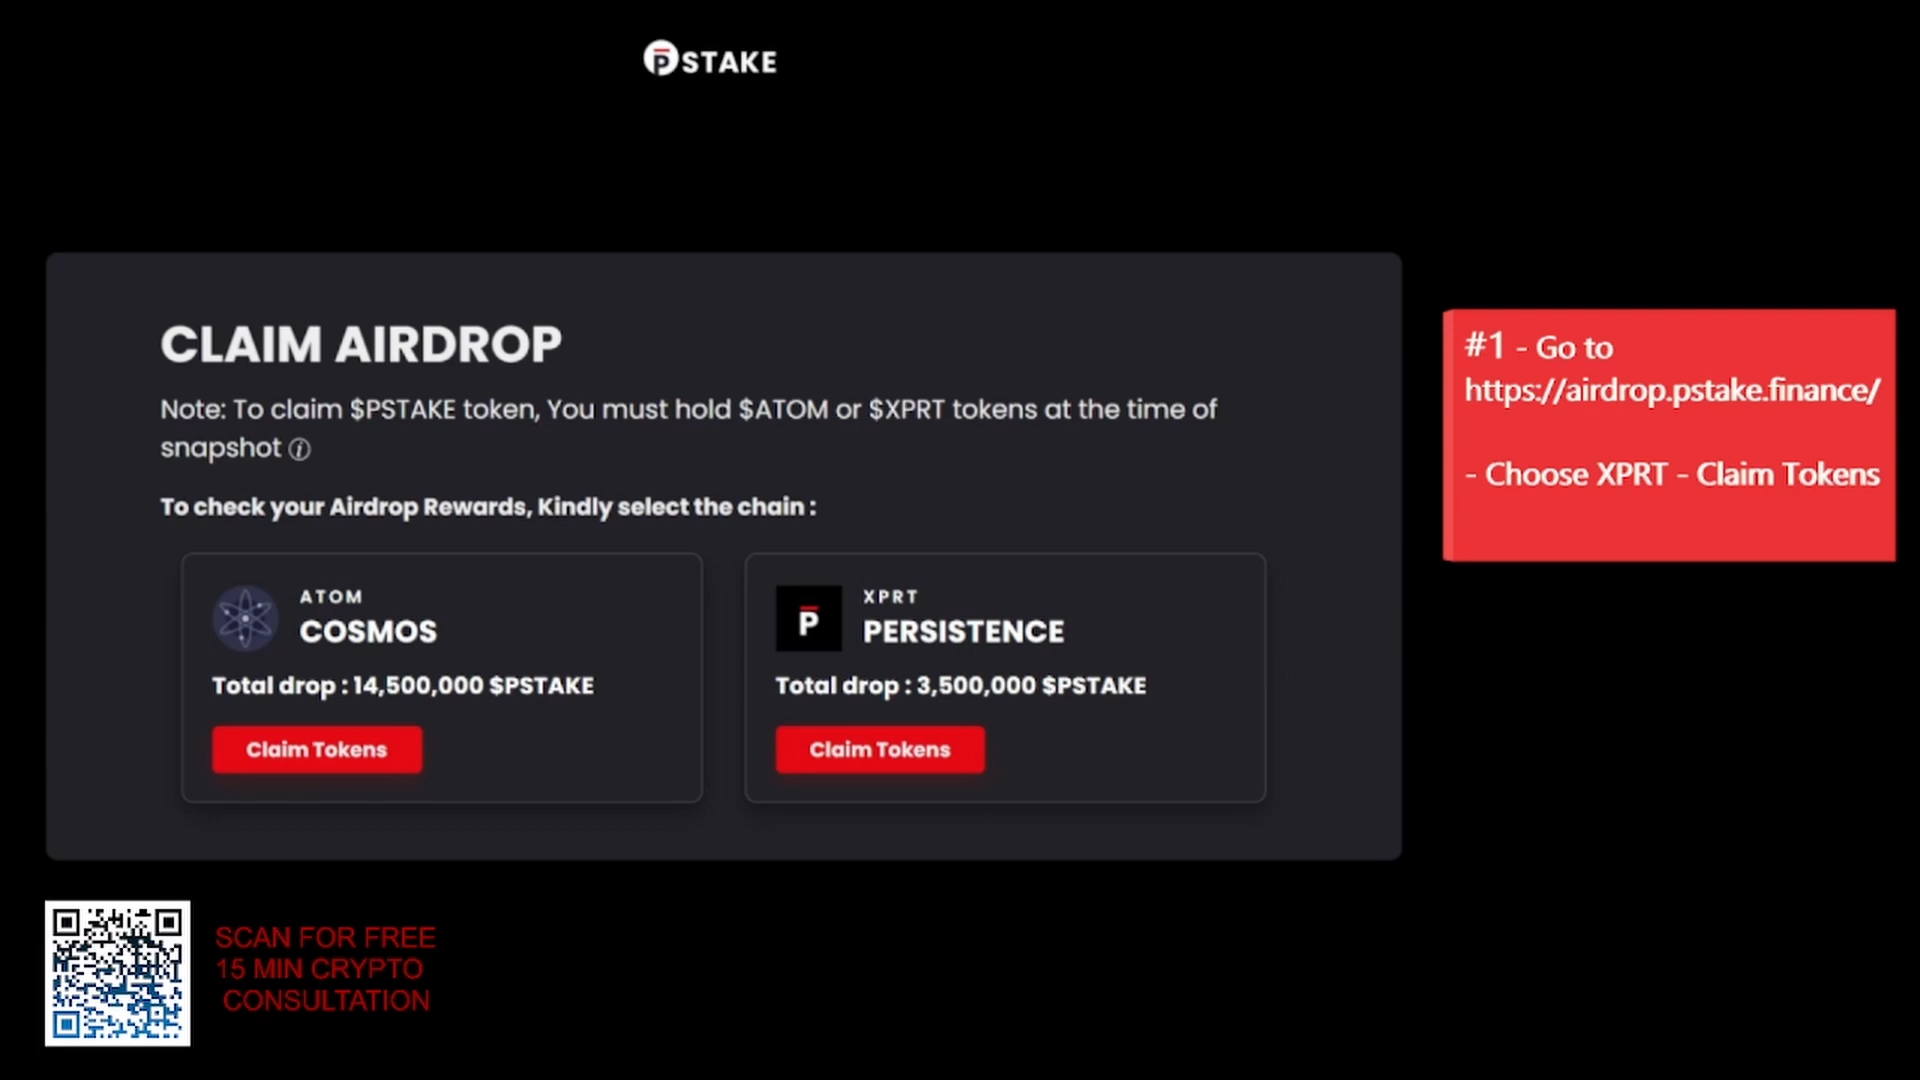 PSTAKE
CLAIM AIRDROP
Note: To claim $PSTAKE token, You must hold $ATOM or $XPRT tokens at the time of
snapshot
To check your Airdrop Rewards, Kindly select the chain :
ATOM
COSMOS
Total drop : 14,500,000 $PSTAKE
Claim Tokens
XPRT
PERSISTENCE
Total drop : 3,500,000 $PSTAKE
Claim Tokens
#1 - Go to
https://airdrop.pstake.finance/
- Choose XPRT - Claim Tokens
SCAN FOR FREE
15 MIN CRYPTO
CONSULTATION